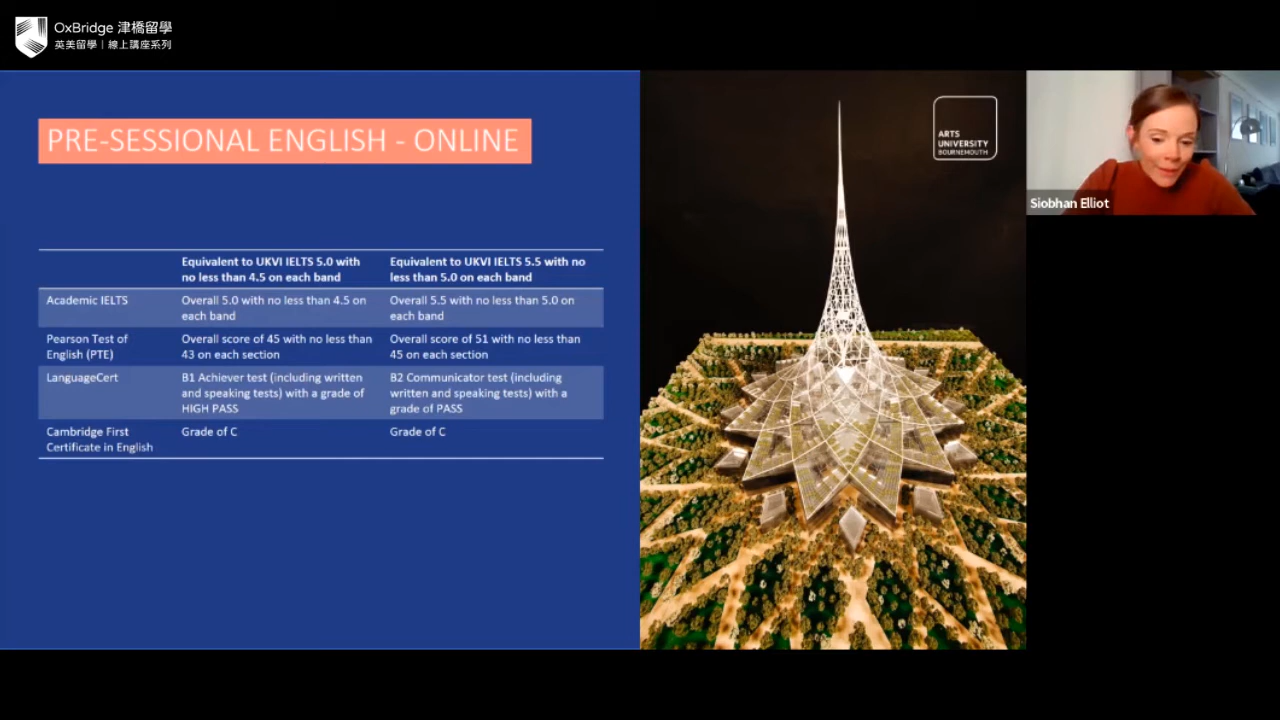 OxBridge 津橋留學
英美留學 | 線上講座系列
PRE-SESSIONAL ENGLISH - ONLINE
Equivalent to UKVI IELTS 5.0 with
no less than 4.5 on each band
Equivalent to UKVI IELTS 5.5 with no
less than 5.0 on each band
Academic IELTS
Overall 5.0 with no less than 4.5 on
each band
Overall 5.5 with no less than 5.0 on
each band
Pearson Test of
English (PTE)
Overall score of 45 with no less than
43 on each section
Overall score of 51 with no less than
45 on each section
LanguageCert
B1 Achiever test (including written
and speaking tests) with a grade of
HIGH PASS
B2 Communicator test (including
written and speaking tests) with a
grade of PASS
Cambridge First
Certificate in English
Grade of C
Grade of C
ARTS
UNIVERSITY
BOURNEMOUTH
Siobhan Elliot